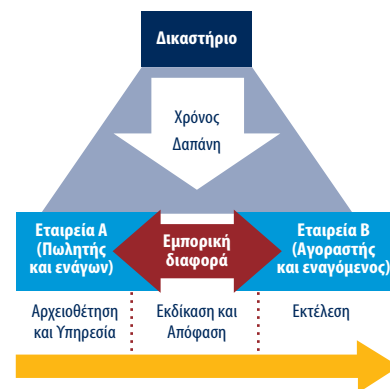 Δικαστήριο
Χρόνος
Δαπάνη
Εταιρεία Α
(Πωλητής
και ενάγων)
Εμπορική
διαφορά
Εταιρεία Β
(Αγοραστής
και εναγόμενος)
Αρχειοθέτηση
και Υπηρεσία
Εκδίκαση και
Απόφαση
Εκτέλεση